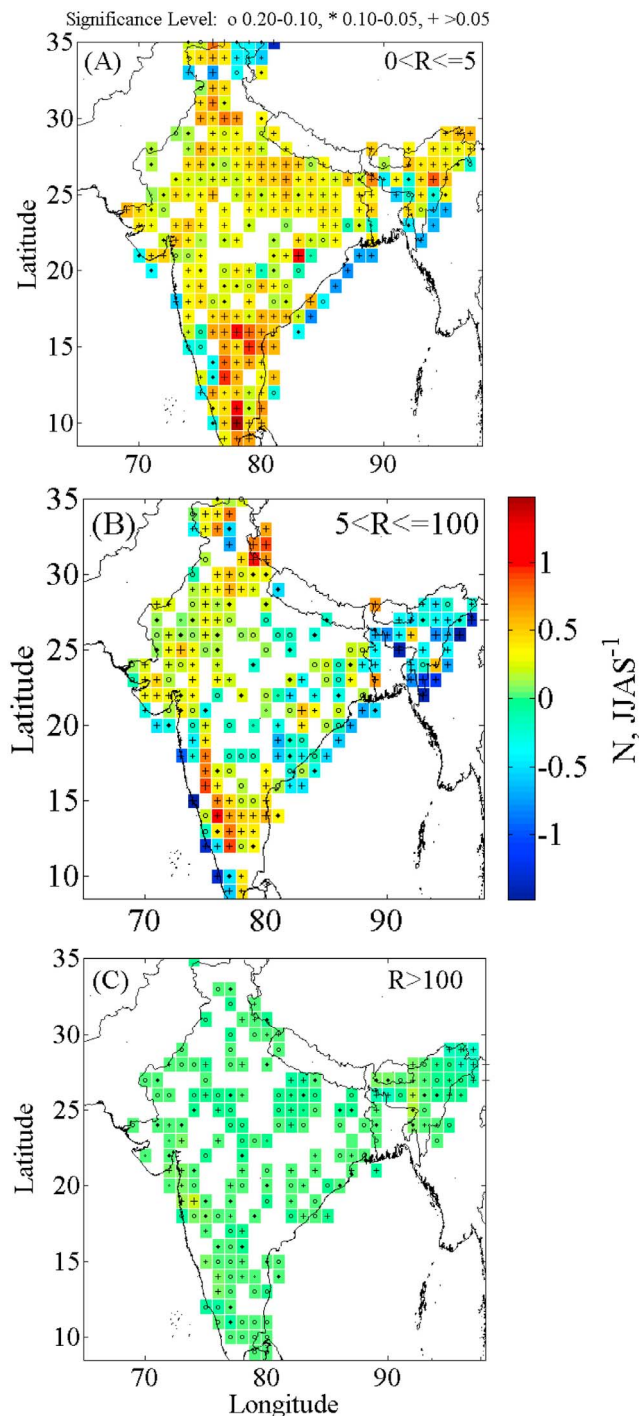 Significance Level: o 0.20-0.10, * 0.10-0.05, + >0.05
(A) 0<R<=5
35
30
25
20
15
10
Latitude
70 80 90
(B) 5<R<=100
35
30
25
20
15
10
Latitude
70 80 90
1
0.5
0
-0.5
-1
N, JJAS⁻¹
(C) R>100
35
30
25
20
15
10
Latitude
70 80 90
Longitude